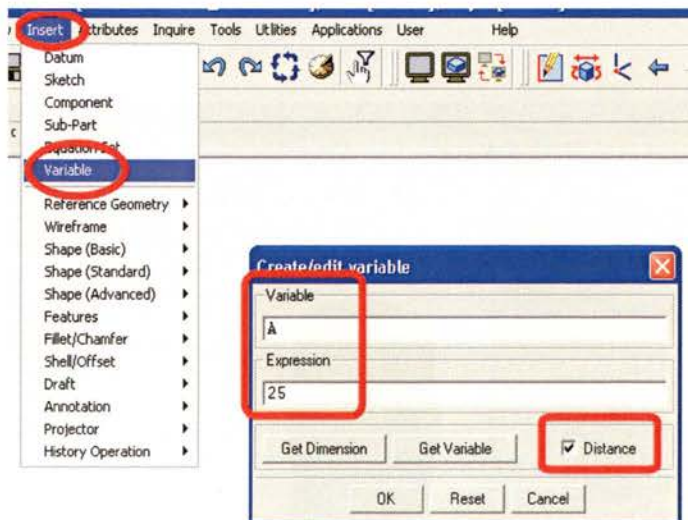 Insert Attributes Inquire Tools Utilities Applications User Help
Datum
Sketch
Component
Sub-Part
Equation Set
Variable
Reference Geometry
Wireframe
Shape (Basic)
Shape (Standard)
Shape (Advanced)
Features
Fillet/Chamfer
Shell/Offset
Draft
Annotation
Projector
History Operation
Create/edit variable
Variable
A
Expression
25
Get Dimension Get Variable Distance
OK Reset Cancel